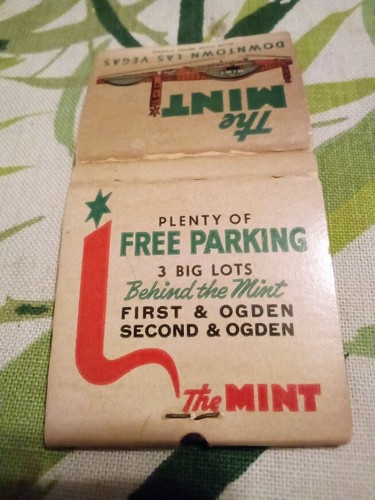 DOWNTOWN LAS VEGAS
The
MINT
PLENTY OF
FREE PARKING
3 BIG LOTS
Behind the Mint
FIRST & OGDEN
SECOND & OGDEN
The MINT